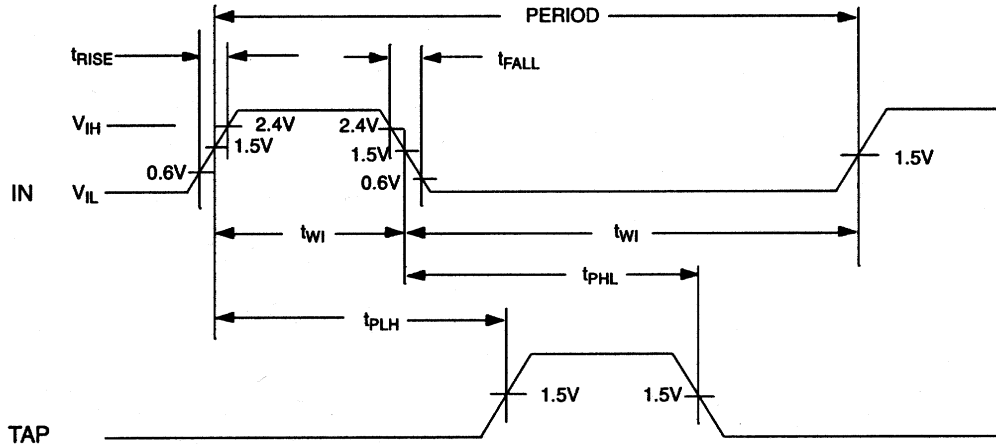 PERIOD
tRISE
tFALL
VIH
2.4V
2.4V
1.5V
1.5V
1.5V
0.6V
0.6V
IN
VIL
tWI
tWI
tPHL
tPLH
1.5V
1.5V
TAP